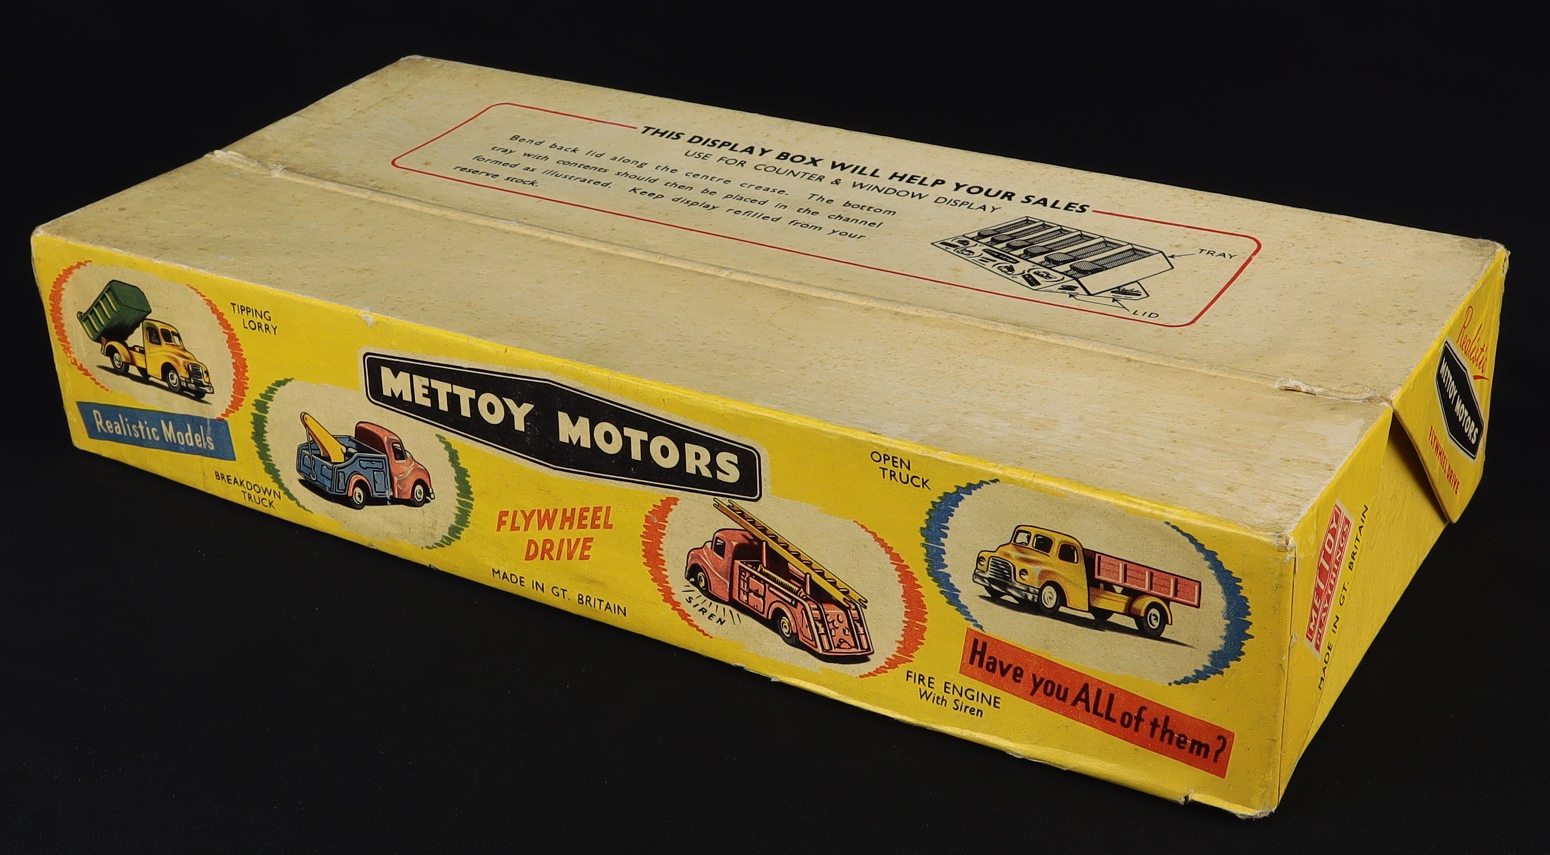 THIS DISPLAY BOX WILL HELP YOUR SALES
USE FOR COUNTER & WINDOW DISPLAY
Bend back lid along the centre crease. The bottom
tray with contents should then be placed in the channel
formed as illustrated. Keep display refilled from your
reserve stock.
TRAY
LID
TIPPING
LORRY
Realistic Models
BREAKDOWN
TRUCK
METTOY MOTORS
FLYWHEEL
DRIVE
MADE IN GT. BRITAIN
SIREN
FIRE ENGINE
With Siren
OPEN
TRUCK
Have you ALL of them?
METTOY
PLAYTHINGS
MADE IN GT. BRITAIN
Realistic
METTOY MOTORS
FLYWHEEL DRIVE